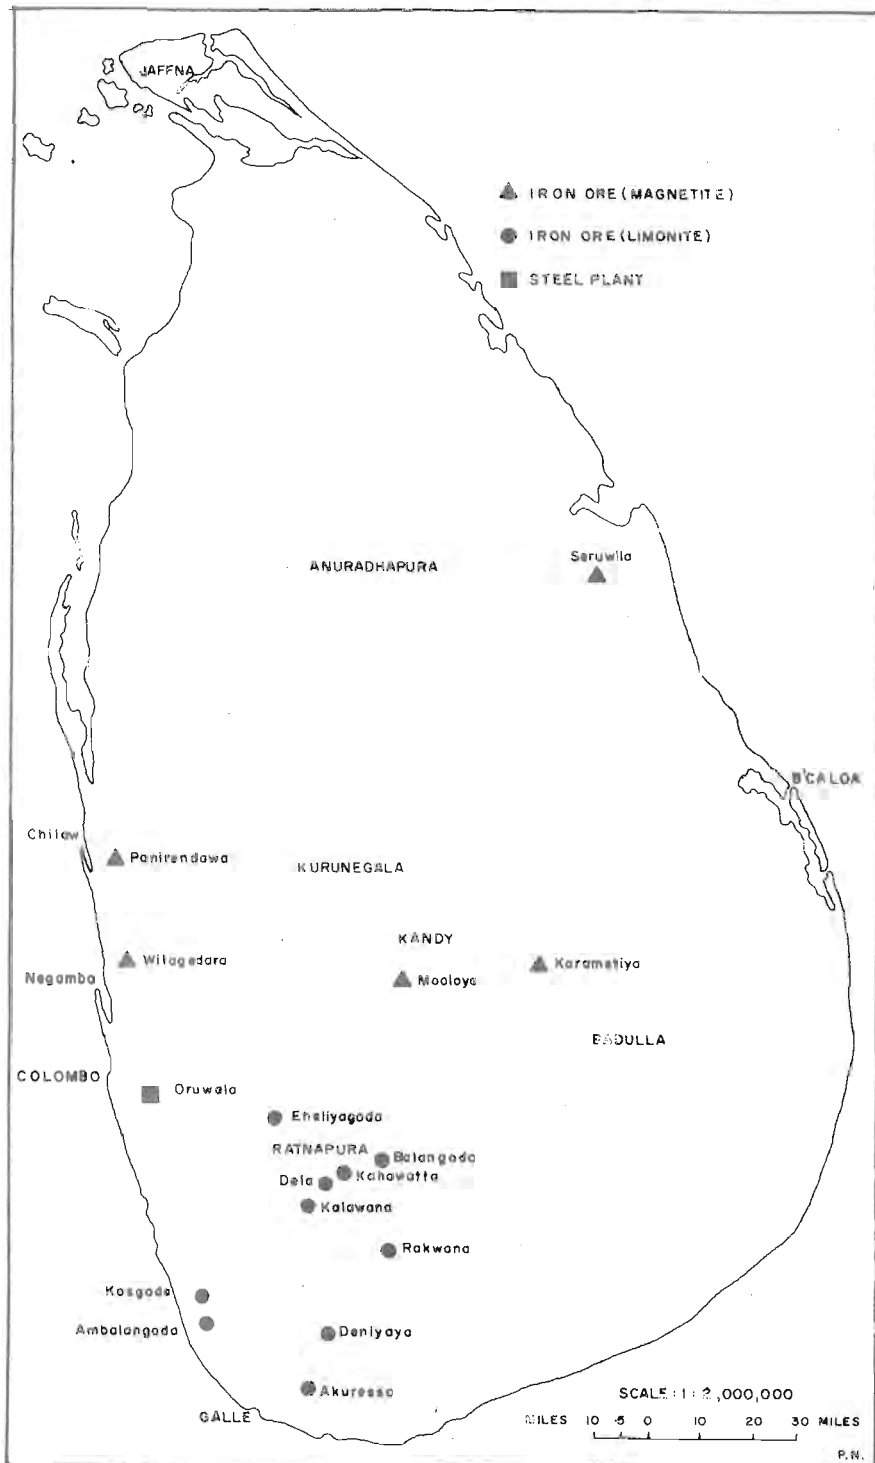 JAFFNA
IRON ORE (MAGNETITE)
IRON ORE (LIMONITE)
STEEL PLANT
ANURADHAPURA
Seruwila
B'CALOA
Chilaw
Panirendawa
KURUNEGALA
KANDY
Wilagedara
Karametiya
Negambo
Mooloya
BADULLA
COLOMBO
Oruwala
Eheliyagoda
RATNAPURA
Balangoda
Kahawatta
Dela
Kalawana
Rakwana
Kosgoda
Ambalangoda
Deniyaya
Akuressa
GALLE
SCALE: 1: 2,000,000
MILES 10 5 0 10 20 30 MILES
P.N.